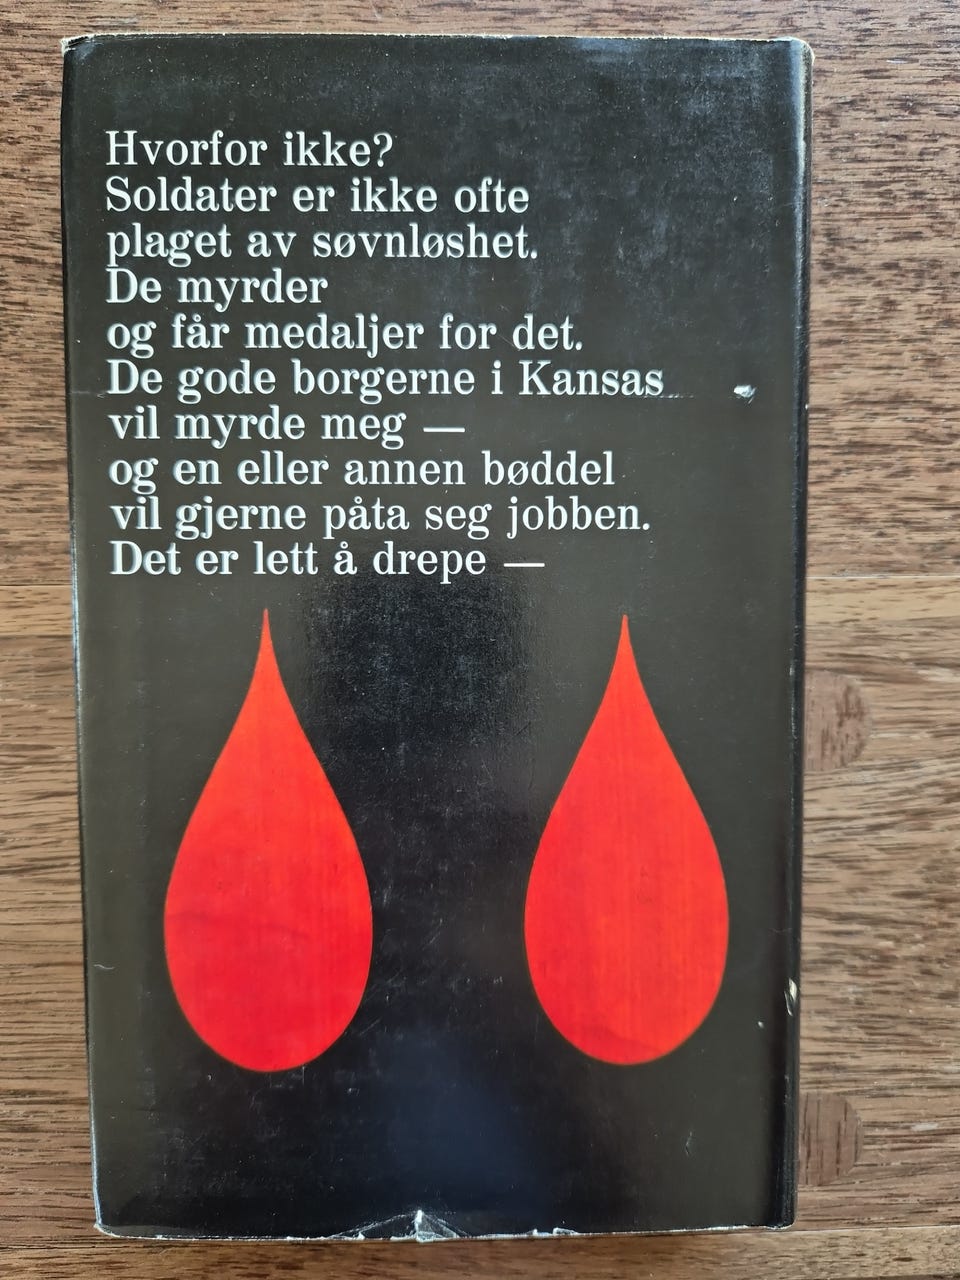 Hvorfor ikke?
Soldater er ikke ofte
plaget av søvnløshet.
De myrder
og får medaljer for det.
De gode borgerne i Kansas
vil myrde meg —
og en eller annen bøddel
vil gjerne påta seg jobben.
Det er lett å drepe —